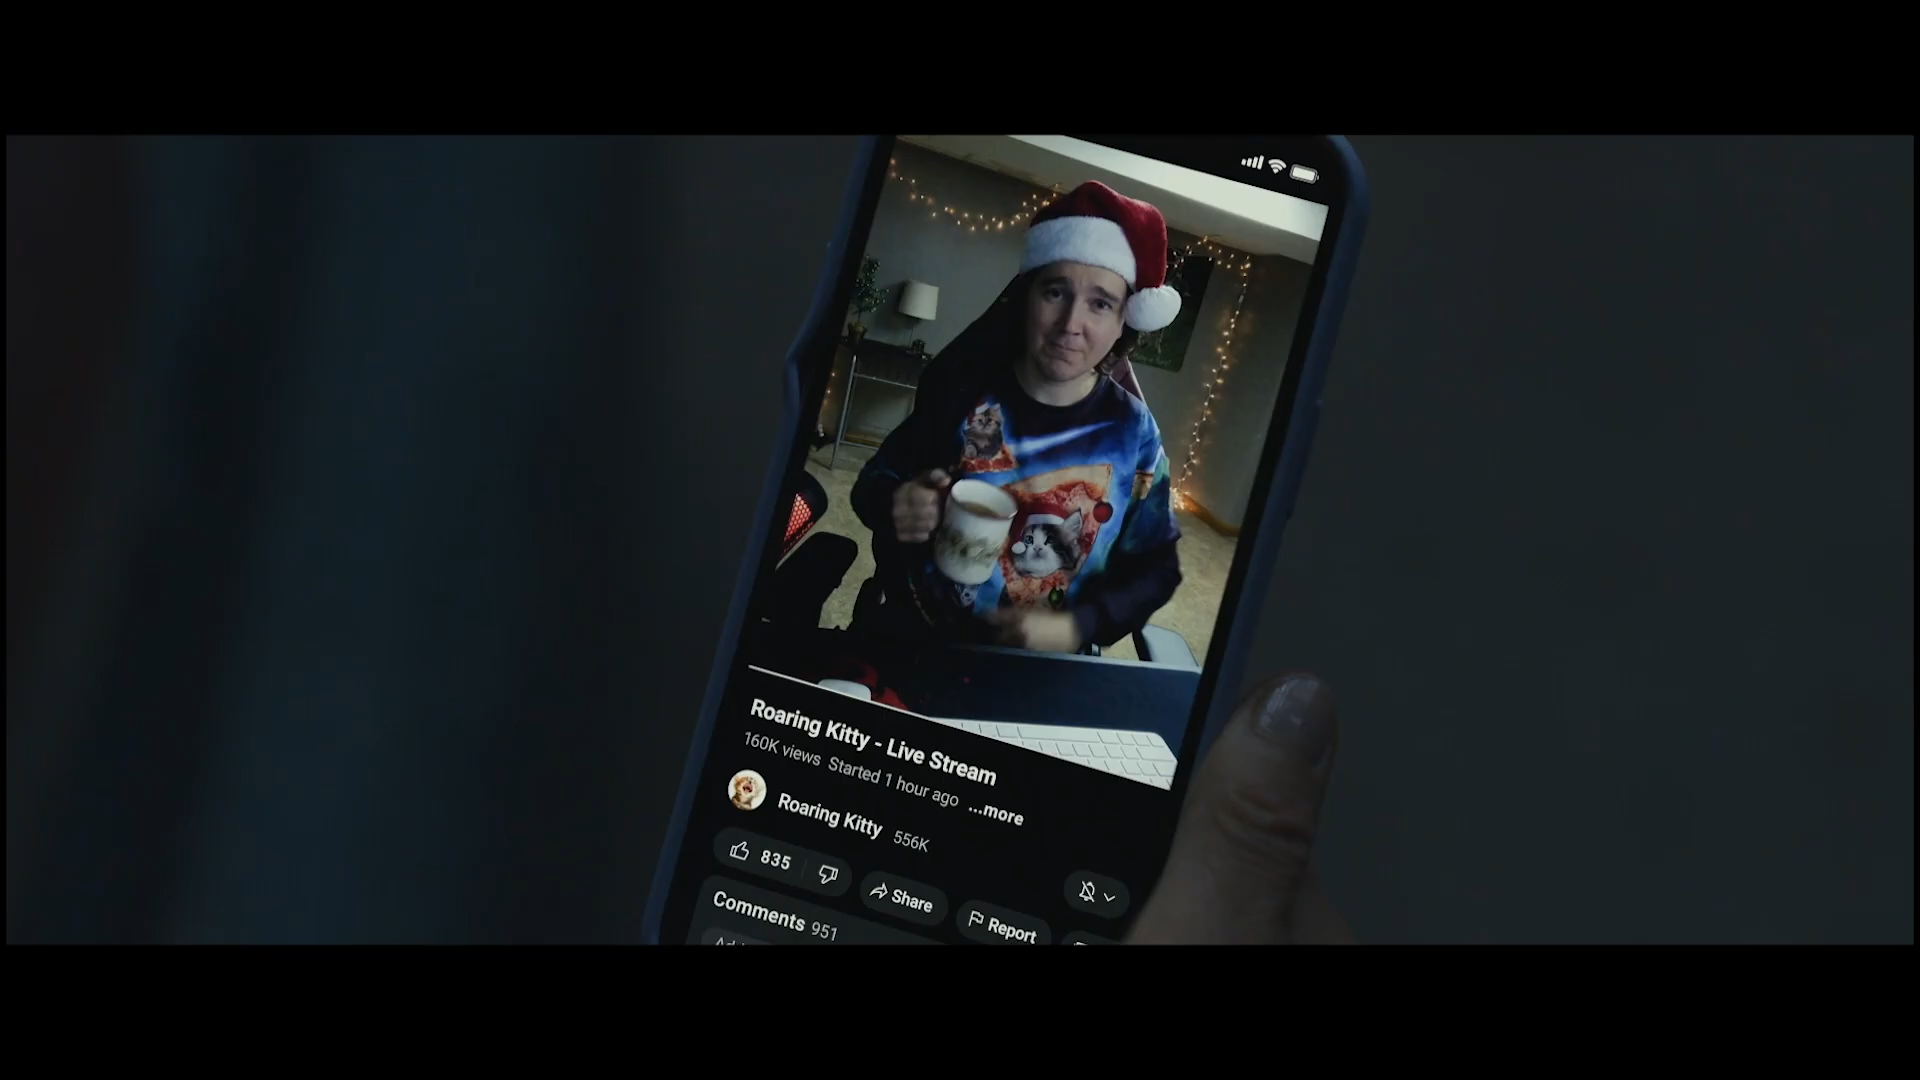 Roaring Kitty - Live Stream
160K views Started 1 hour ago ...more
Roaring Kitty 556K
835
Share
Report
Comments 951